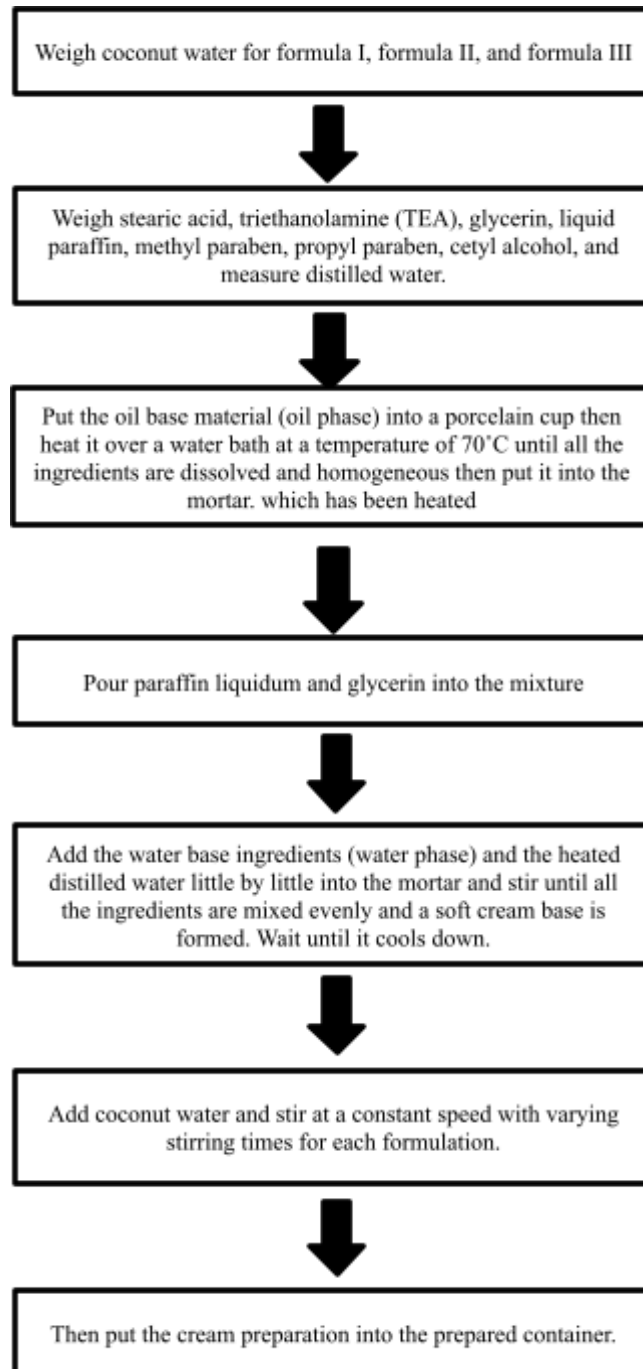 Weigh coconut water for formula I, formula II, and formula III
Weigh stearic acid, triethanolamine (TEA), glycerin, liquid
paraffin, methyl paraben, propyl paraben, cetyl alcohol, and
measure distilled water.
Put the oil base material (oil phase) into a porcelain cup then
heat it over a water bath at a temperature of 70˚C until all the
ingredients are dissolved and homogeneous then put it into the
mortar. which has been heated
Pour paraffin liquidum and glycerin into the mixture
Add the water base ingredients (water phase) and the heated
distilled water little by little into the mortar and stir until all
the ingredients are mixed evenly and a soft cream base is
formed. Wait until it cools down.
Add coconut water and stir at a constant speed with varying
stirring times for each formulation.
Then put the cream preparation into the prepared container.